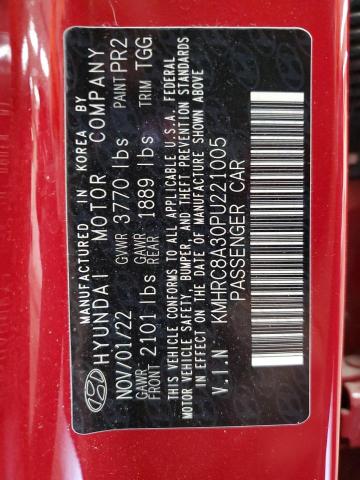 MANUFACTURED IN KOREA BY
HYUNDAI MOTOR COMPANY
NOV/01/22 GVWR 3770 lbs PAINT PR2
GAWR FRONT 2101 lbs GAWR REAR 1889 lbs TRIM TGG
THIS VEHICLE CONFORMS TO ALL APPLICABLE U.S.A. FEDERAL
MOTOR VEHICLE SAFETY, BUMPER, AND THEFT PREVENTION STANDARDS
IN EFFECT ON THE DATE OF MANUFACTURE SHOWN ABOVE
V.I.N KMHRC8A30PU221005
PASSENGER CAR